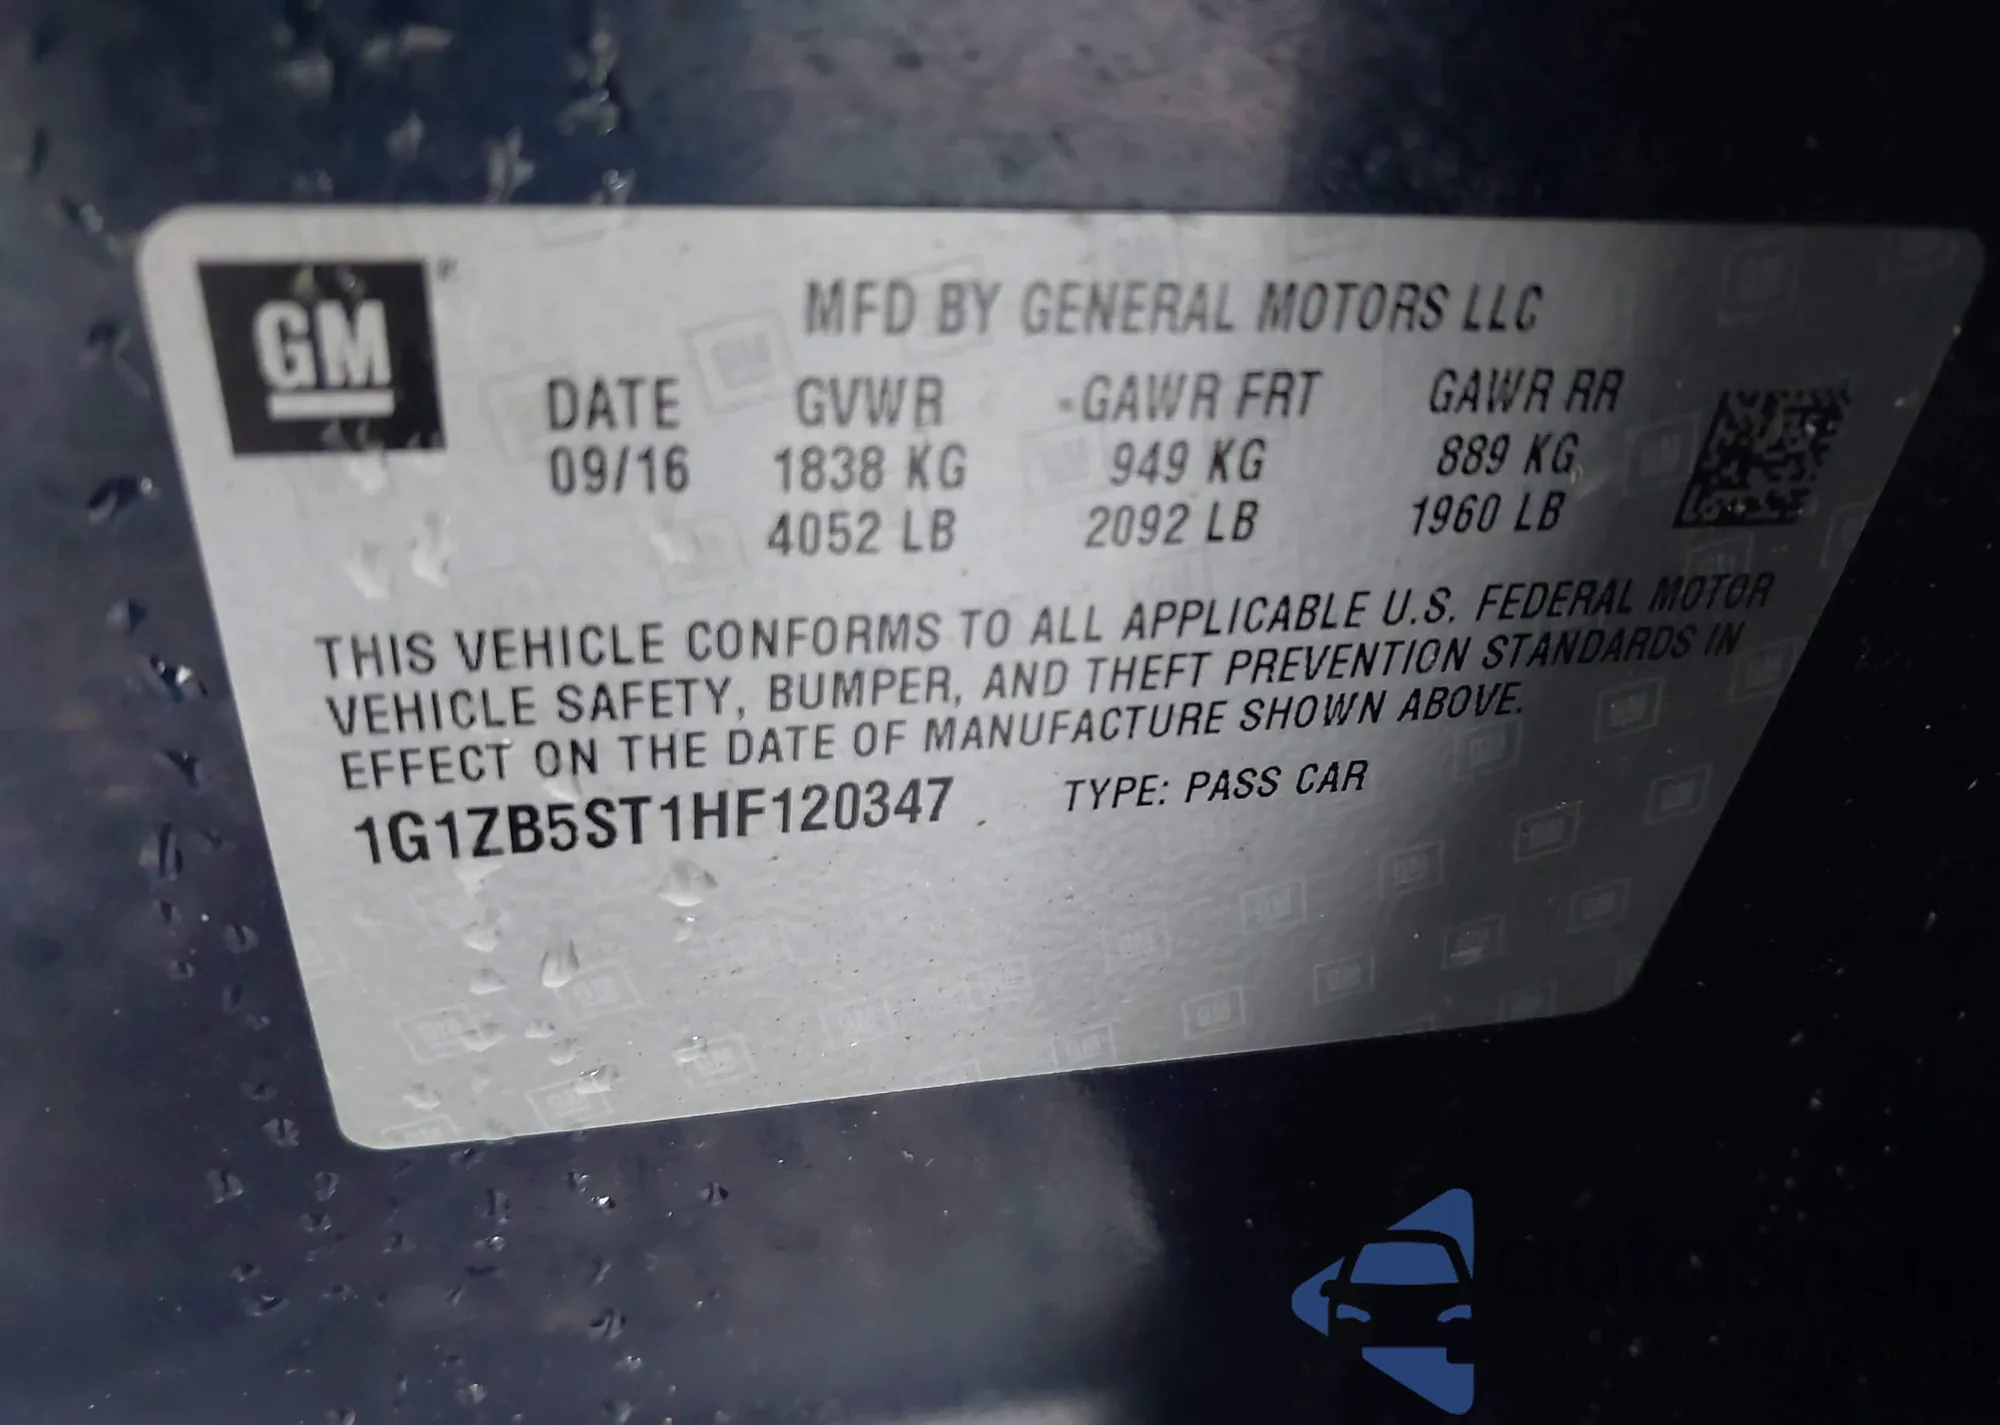 GM
MFD BY GENERAL MOTORS LLC
DATE GVWR GAWR FRT GAWR RR
09/16 1838 KG 949 KG 889 KG
4052 LB 2092 LB 1960 LB
THIS VEHICLE CONFORMS TO ALL APPLICABLE U.S. FEDERAL MOTOR
VEHICLE SAFETY, BUMPER, AND THEFT PREVENTION STANDARDS IN
EFFECT ON THE DATE OF MANUFACTURE SHOWN ABOVE.
1G1ZB5ST1HF120347 TYPE: PASS CAR